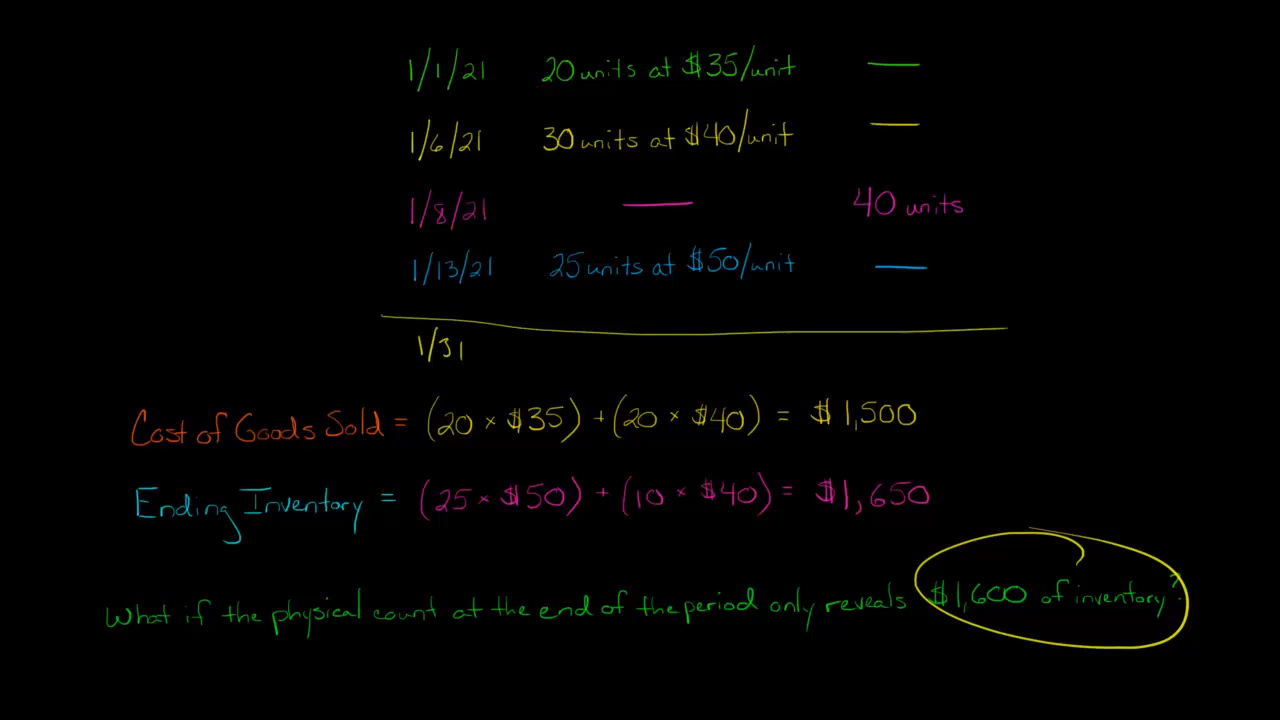 1/1/21 20 units at $35/unit —
1/6/21 30 units at $40/unit —
1/8/21 — 40 units
1/13/21 25 units at $50/unit —
1/31
Cost of Goods Sold = (20 × $35) + (20 × $40) = $1,500
Ending Inventory = (25 × $50) + (10 × $40) = $1,650
What if the physical count at the end of the period only reveals $1,600 of inventory?